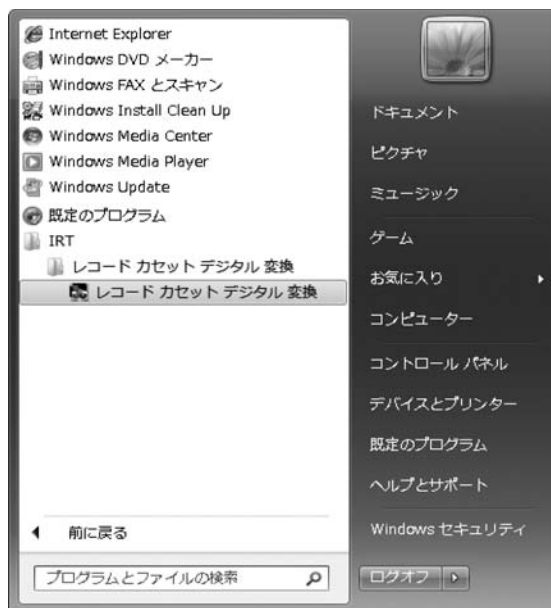 Internet Explorer
Windows DVD メーカー
Windows FAX とスキャン
Windows Install Clean Up
Windows Media Center
Windows Media Player
Windows Update
既定のプログラム
IRT
レコード カセット デジタル 変換
レコード カセット デジタル 変換
前に戻る
プログラムとファイルの検索
ドキュメント
ピクチャ
ミュージック
ゲーム
お気に入り
コンピューター
コントロール パネル
デバイスとプリンター
既定のプログラム
ヘルプとサポート
Windows セキュリティ
ログオフ